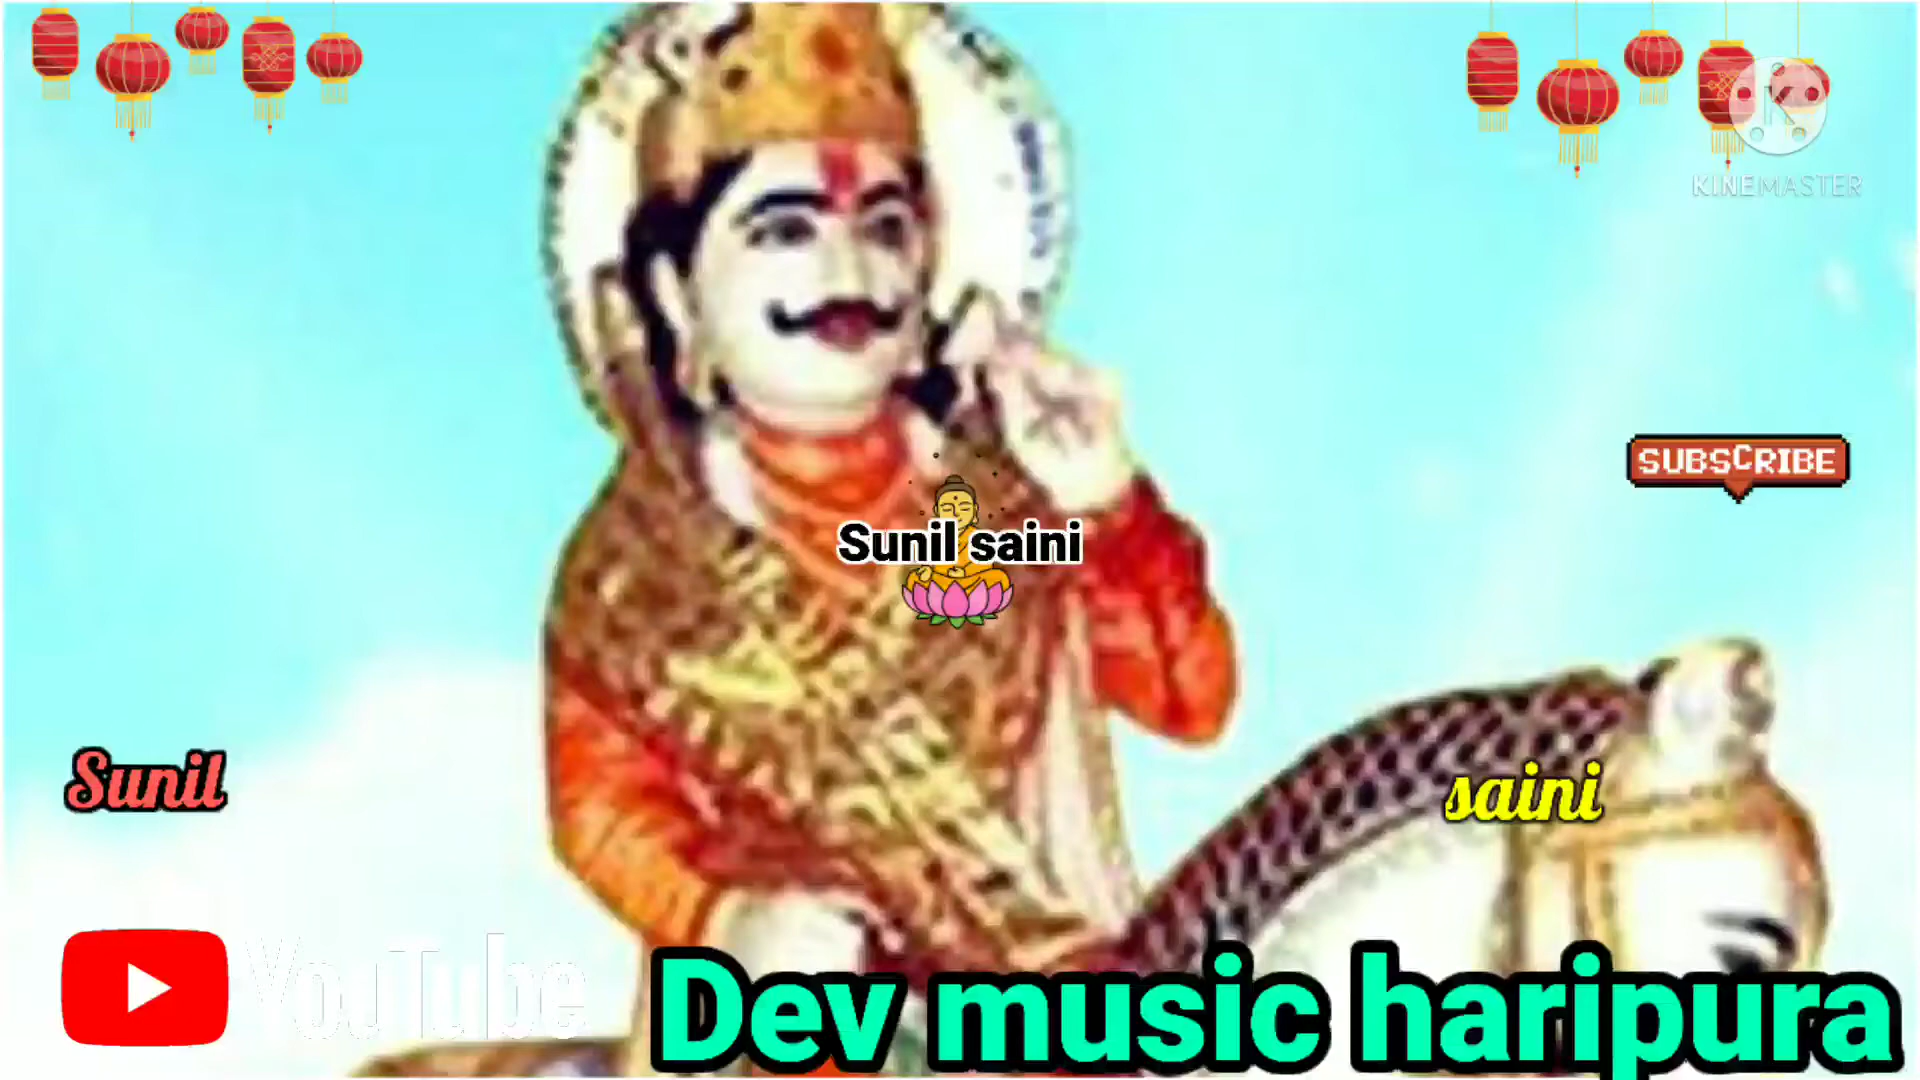 KINEMASTER
SUBSCRIBE
Sunil saini
Sunil
saini
YouTube
Dev music haripura